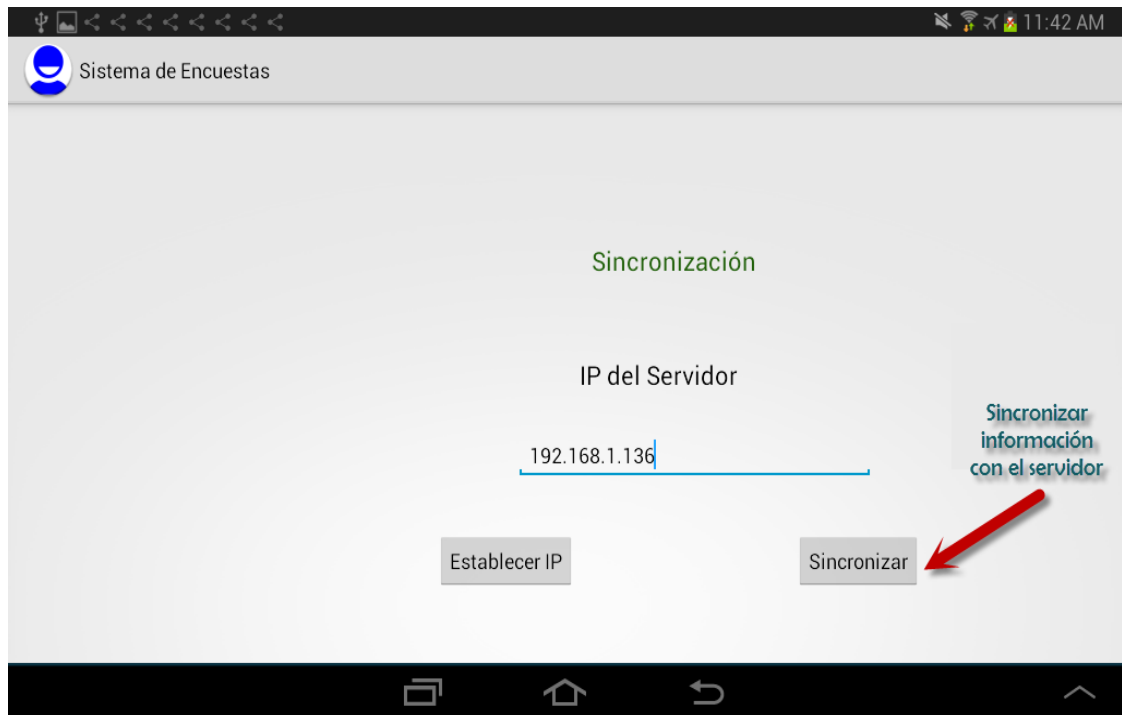 11:42 AM
Sistema de Encuestas
Sincronización
IP del Servidor
192.168.1.136
Sincronizar
información
con el servidor
Establecer IP
Sincronizar